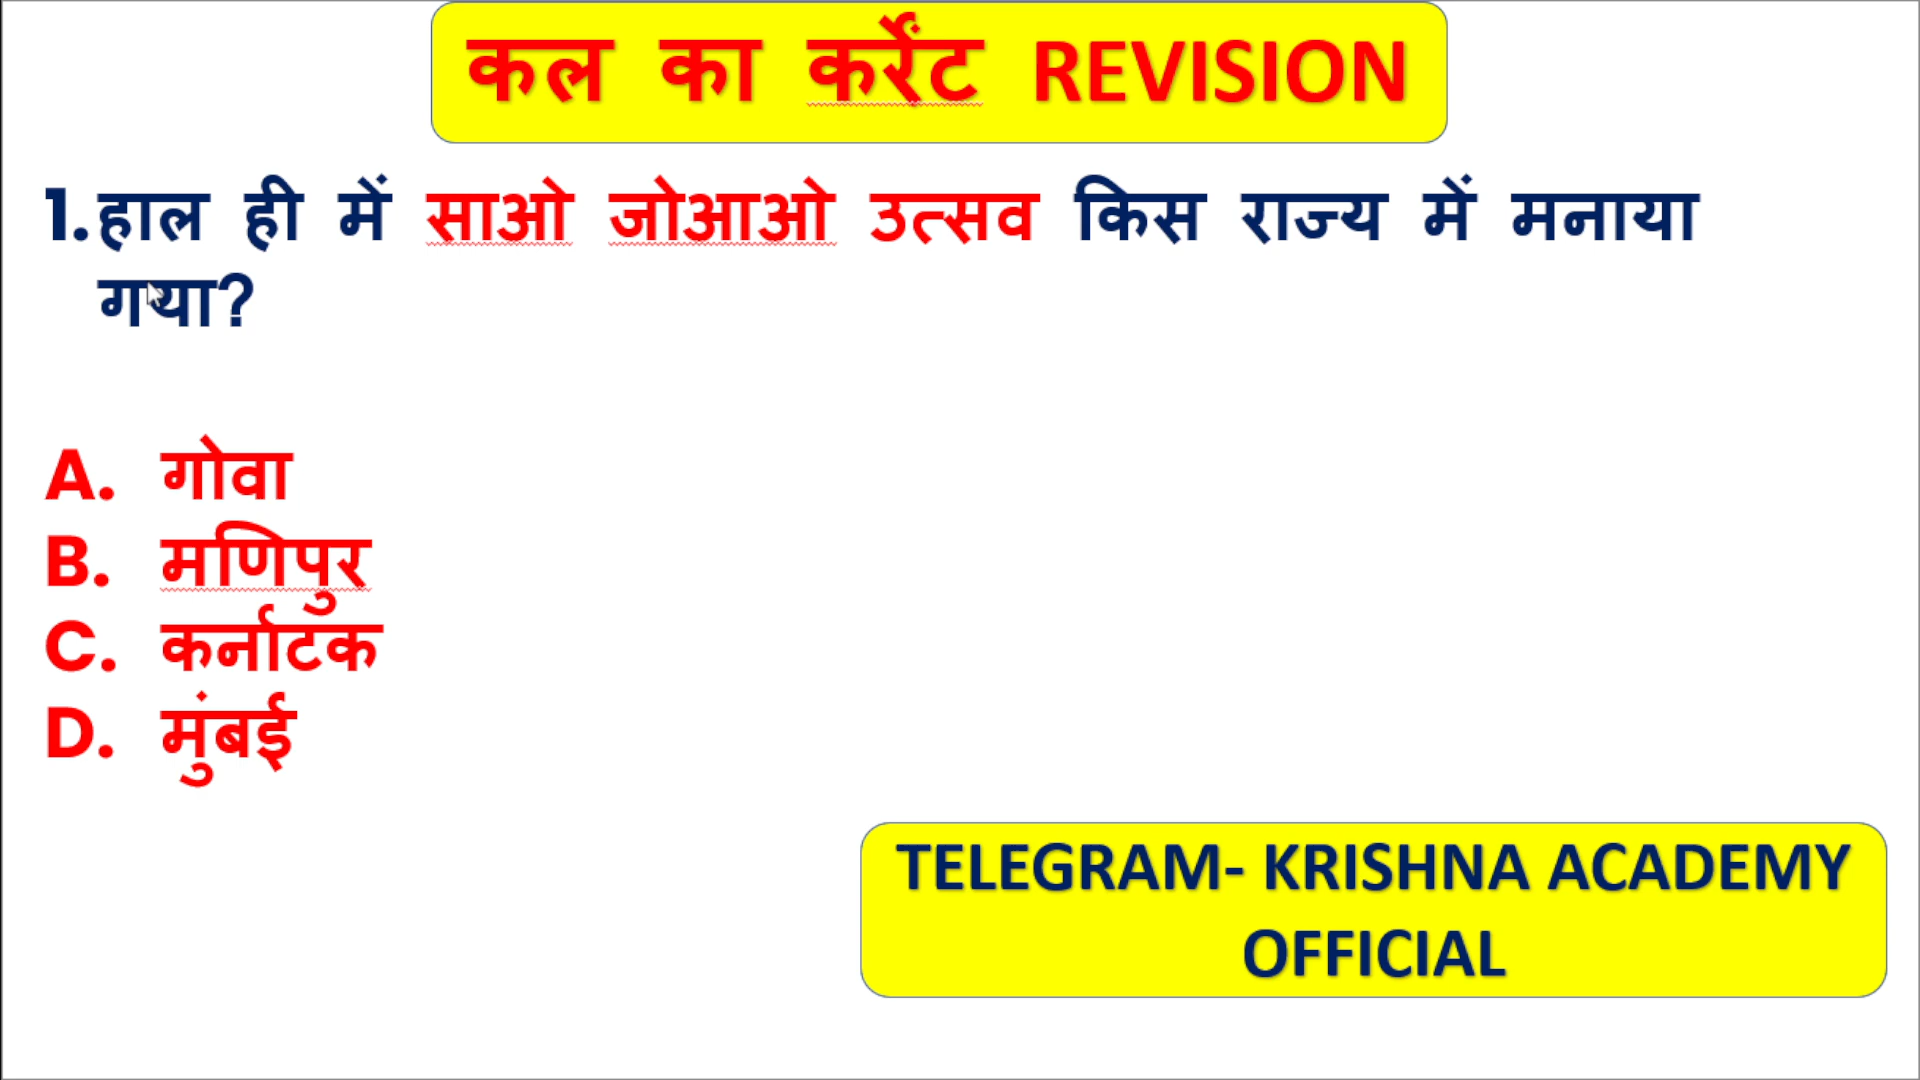 कल का करेंट REVISION
1. हाल ही में साओ जोआओ उत्सव किस राज्य में मनाया
गया?
A. गोवा
B. मणिपुर
C. कर्नाटक
D. मुंबई
TELEGRAM- KRISHNA ACADEMY
OFFICIAL